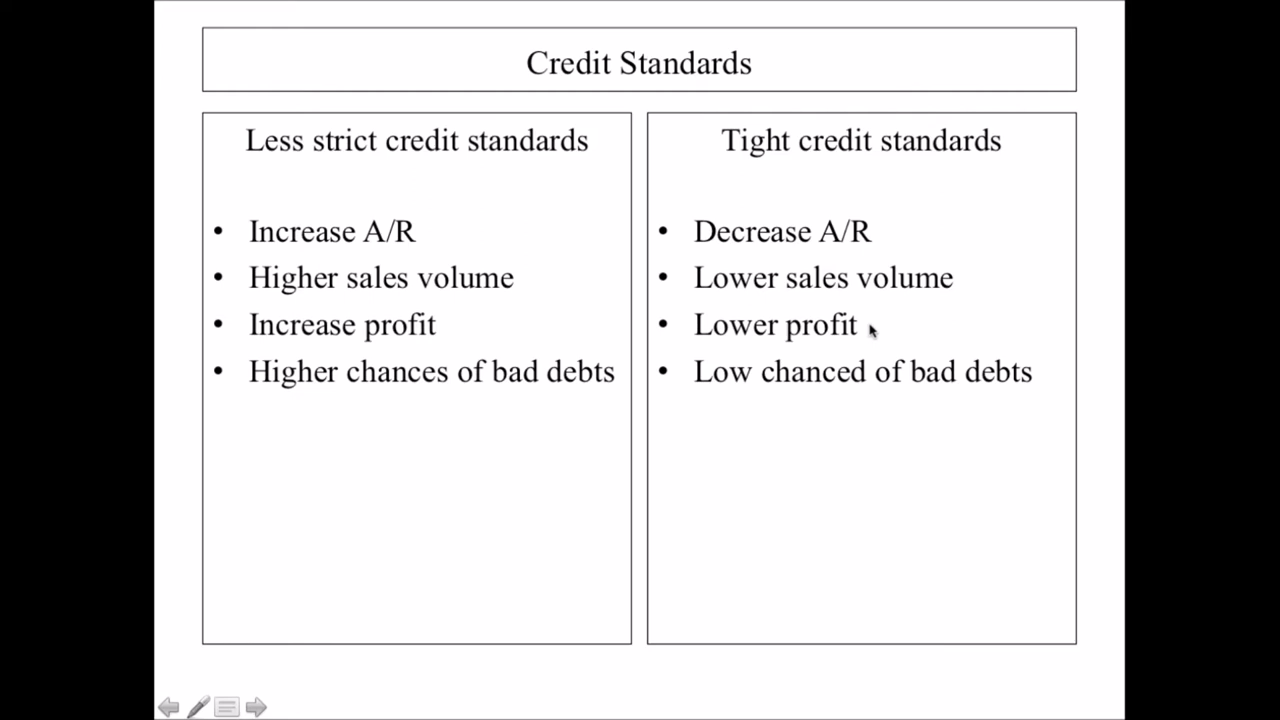 Credit Standards
Less strict credit standards
• Increase A/R
• Higher sales volume
• Increase profit
• Higher chances of bad debts
Tight credit standards
• Decrease A/R
• Lower sales volume
• Lower profit
• Low chanced of bad debts